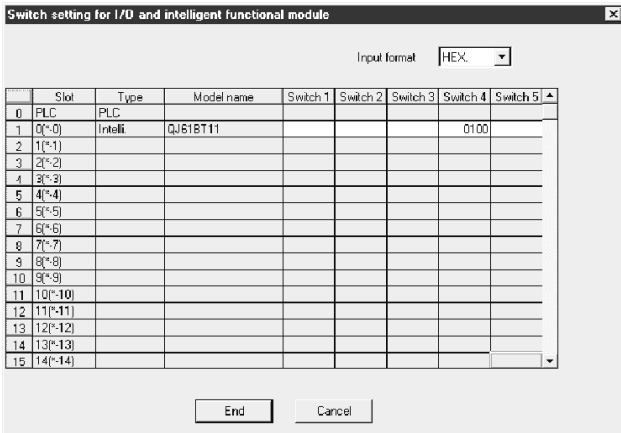 Switch setting for I/O and intelligent functional module
Input format HEX.
Slot Type Model name Switch 1 Switch 2 Switch 3 Switch 4 Switch 5
0 PLC PLC
1 0(*-0) Intelli. QJ61BT11 0100
2 1(*-1)
3 2(*-2)
4 3(*-3)
5 4(*-4)
6 5(*-5)
7 6(*-6)
8 7(*-7)
9 8(*-8)
10 9(*-9)
11 10(*-10)
12 11(*-11)
13 12(*-12)
14 13(*-13)
15 14(*-14)
End Cancel